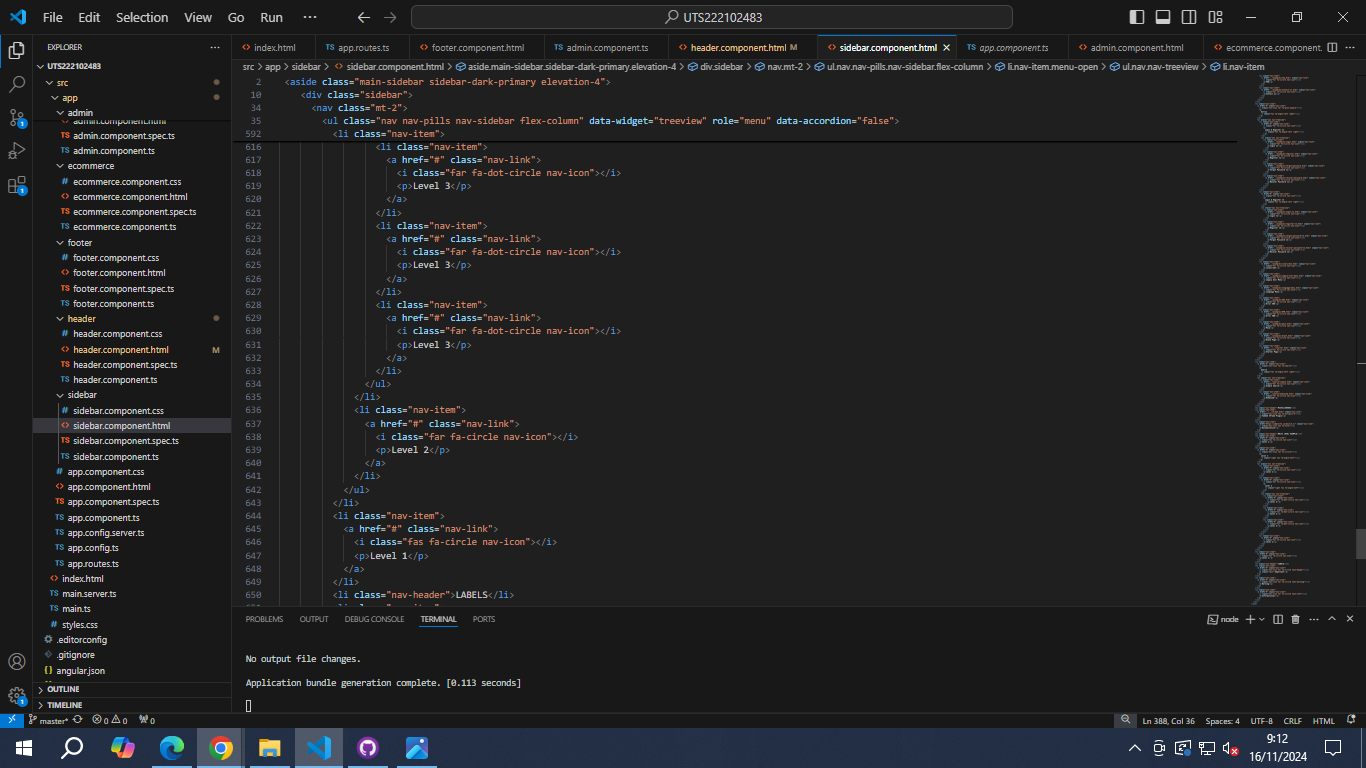 File Edit Selection View Go Run ···
UTS222102483
EXPLORER ···
UTS222102483
src
app
admin
admin.component.html
TS admin.component.spec.ts
TS admin.component.ts
ecommerce
# ecommerce.component.css
<> ecommerce.component.html
TS ecommerce.component.spec.ts
TS ecommerce.component.ts
footer
# footer.component.css
<> footer.component.html
TS footer.component.spec.ts
TS footer.component.ts
header
# header.component.css
<> header.component.html M
TS header.component.spec.ts
TS header.component.ts
sidebar
# sidebar.component.css
<> sidebar.component.html
TS sidebar.component.spec.ts
TS sidebar.component.ts
# app.component.css
<> app.component.html
TS app.component.spec.ts
TS app.component.ts
TS app.config.server.ts
TS app.config.ts
TS app.routes.ts
<> index.html
TS main.server.ts
TS main.ts
# styles.css
.editorconfig
.gitignore
{} angular.json
OUTLINE
TIMELINE
<> index.html TS app.routes.ts <> footer.component.html TS admin.component.ts <> header.component.html M <> sidebar.component.html TS app.component.ts <> admin.component.html <> ecommerce.component.
src > app > sidebar > <> sidebar.component.html > aside.main-sidebar.sidebar-dark-primary.elevation-4 > div.sidebar > nav.mt-2 > ul.nav.nav-pills.nav-sidebar.flex-column > li.nav-item.menu-open > ul.nav.nav-treeview > li.nav-item
2 <aside class="main-sidebar sidebar-dark-primary elevation-4">
10 <div class="sidebar">
34 <nav class="mt-2">
35 <ul class="nav nav-pills nav-sidebar flex-column" data-widget="treeview" role="menu" data-accordion="false">
592 <li class="nav-item">
616 <li class="nav-item">
617 <a href="#" class="nav-link">
618 <i class="far fa-dot-circle nav-icon"></i>
619 <p>Level 3</p>
620 </a>
621 </li>
622 <li class="nav-item">
623 <a href="#" class="nav-link">
624 <i class="far fa-dot-circle nav-icon"></i>
625 <p>Level 3</p>
626 </a>
627 </li>
628 <li class="nav-item">
629 <a href="#" class="nav-link">
630 <i class="far fa-dot-circle nav-icon"></i>
631 <p>Level 3</p>
632 </a>
633 </li>
634 </ul>
635 </li>
636 <li class="nav-item">
637 <a href="#" class="nav-link">
638 <i class="far fa-circle nav-icon"></i>
639 <p>Level 2</p>
640 </a>
641 </li>
642 </ul>
643 </li>
644 <li class="nav-item">
645 <a href="#" class="nav-link">
646 <i class="fas fa-circle nav-icon"></i>
647 <p>Level 1</p>
648 </a>
649 </li>
650 <li class="nav-header">LABELS</li>
PROBLEMS OUTPUT DEBUG CONSOLE TERMINAL PORTS
node
No output file changes.
Application bundle generation complete. [0.113 seconds]
master* 0 0 0
Ln 388, Col 36 Spaces: 4 UTF-8 CRLF HTML
9:12
16/11/2024